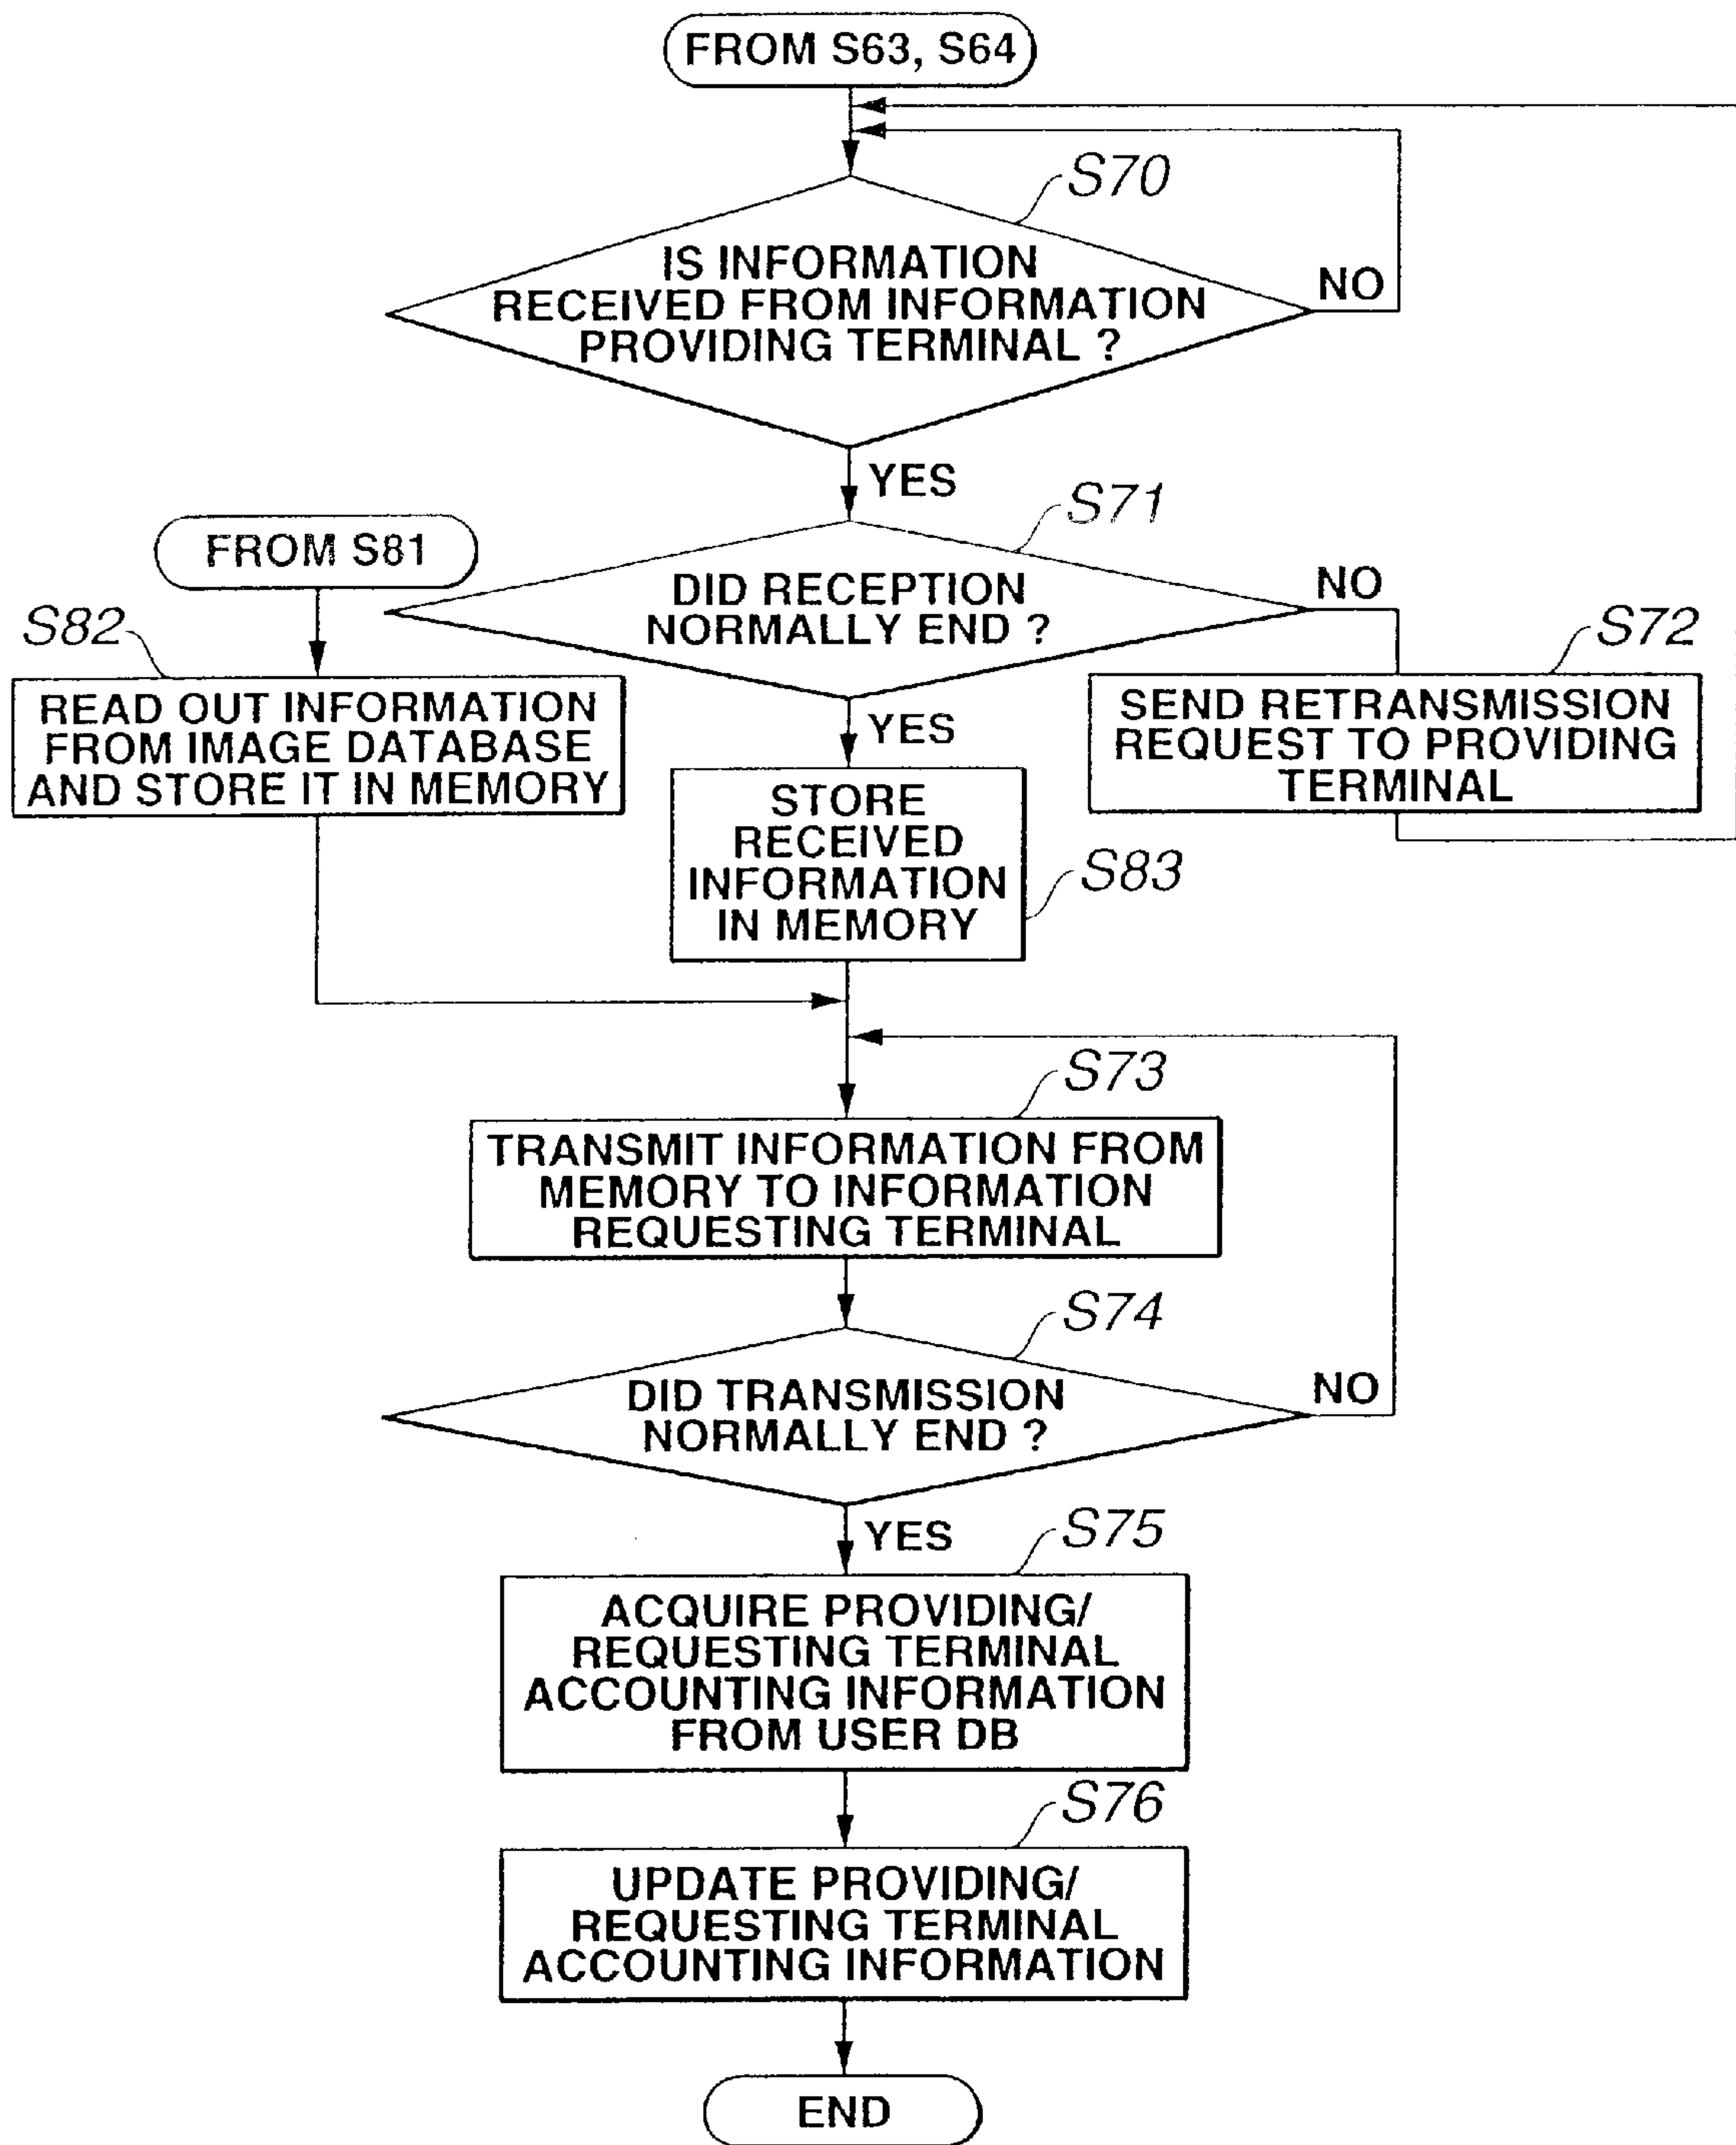 FROM S63, S64
S70
IS INFORMATION
RECEIVED FROM INFORMATION
PROVIDING TERMINAL ?
NO
YES
S71
FROM S81
DID RECEPTION
NORMALLY END ?
NO
S82
READ OUT INFORMATION
FROM IMAGE DATABASE
AND STORE IT IN MEMORY
S72
SEND RETRANSMISSION
REQUEST TO PROVIDING
TERMINAL
YES
STORE
RECEIVED
INFORMATION
IN MEMORY
S83
S73
TRANSMIT INFORMATION FROM
MEMORY TO INFORMATION
REQUESTING TERMINAL
S74
DID TRANSMISSION
NORMALLY END ?
NO
YES
S75
ACQUIRE PROVIDING/
REQUESTING TERMINAL
ACCOUNTING INFORMATION
FROM USER DB
S76
UPDATE PROVIDING/
REQUESTING TERMINAL
ACCOUNTING INFORMATION
END